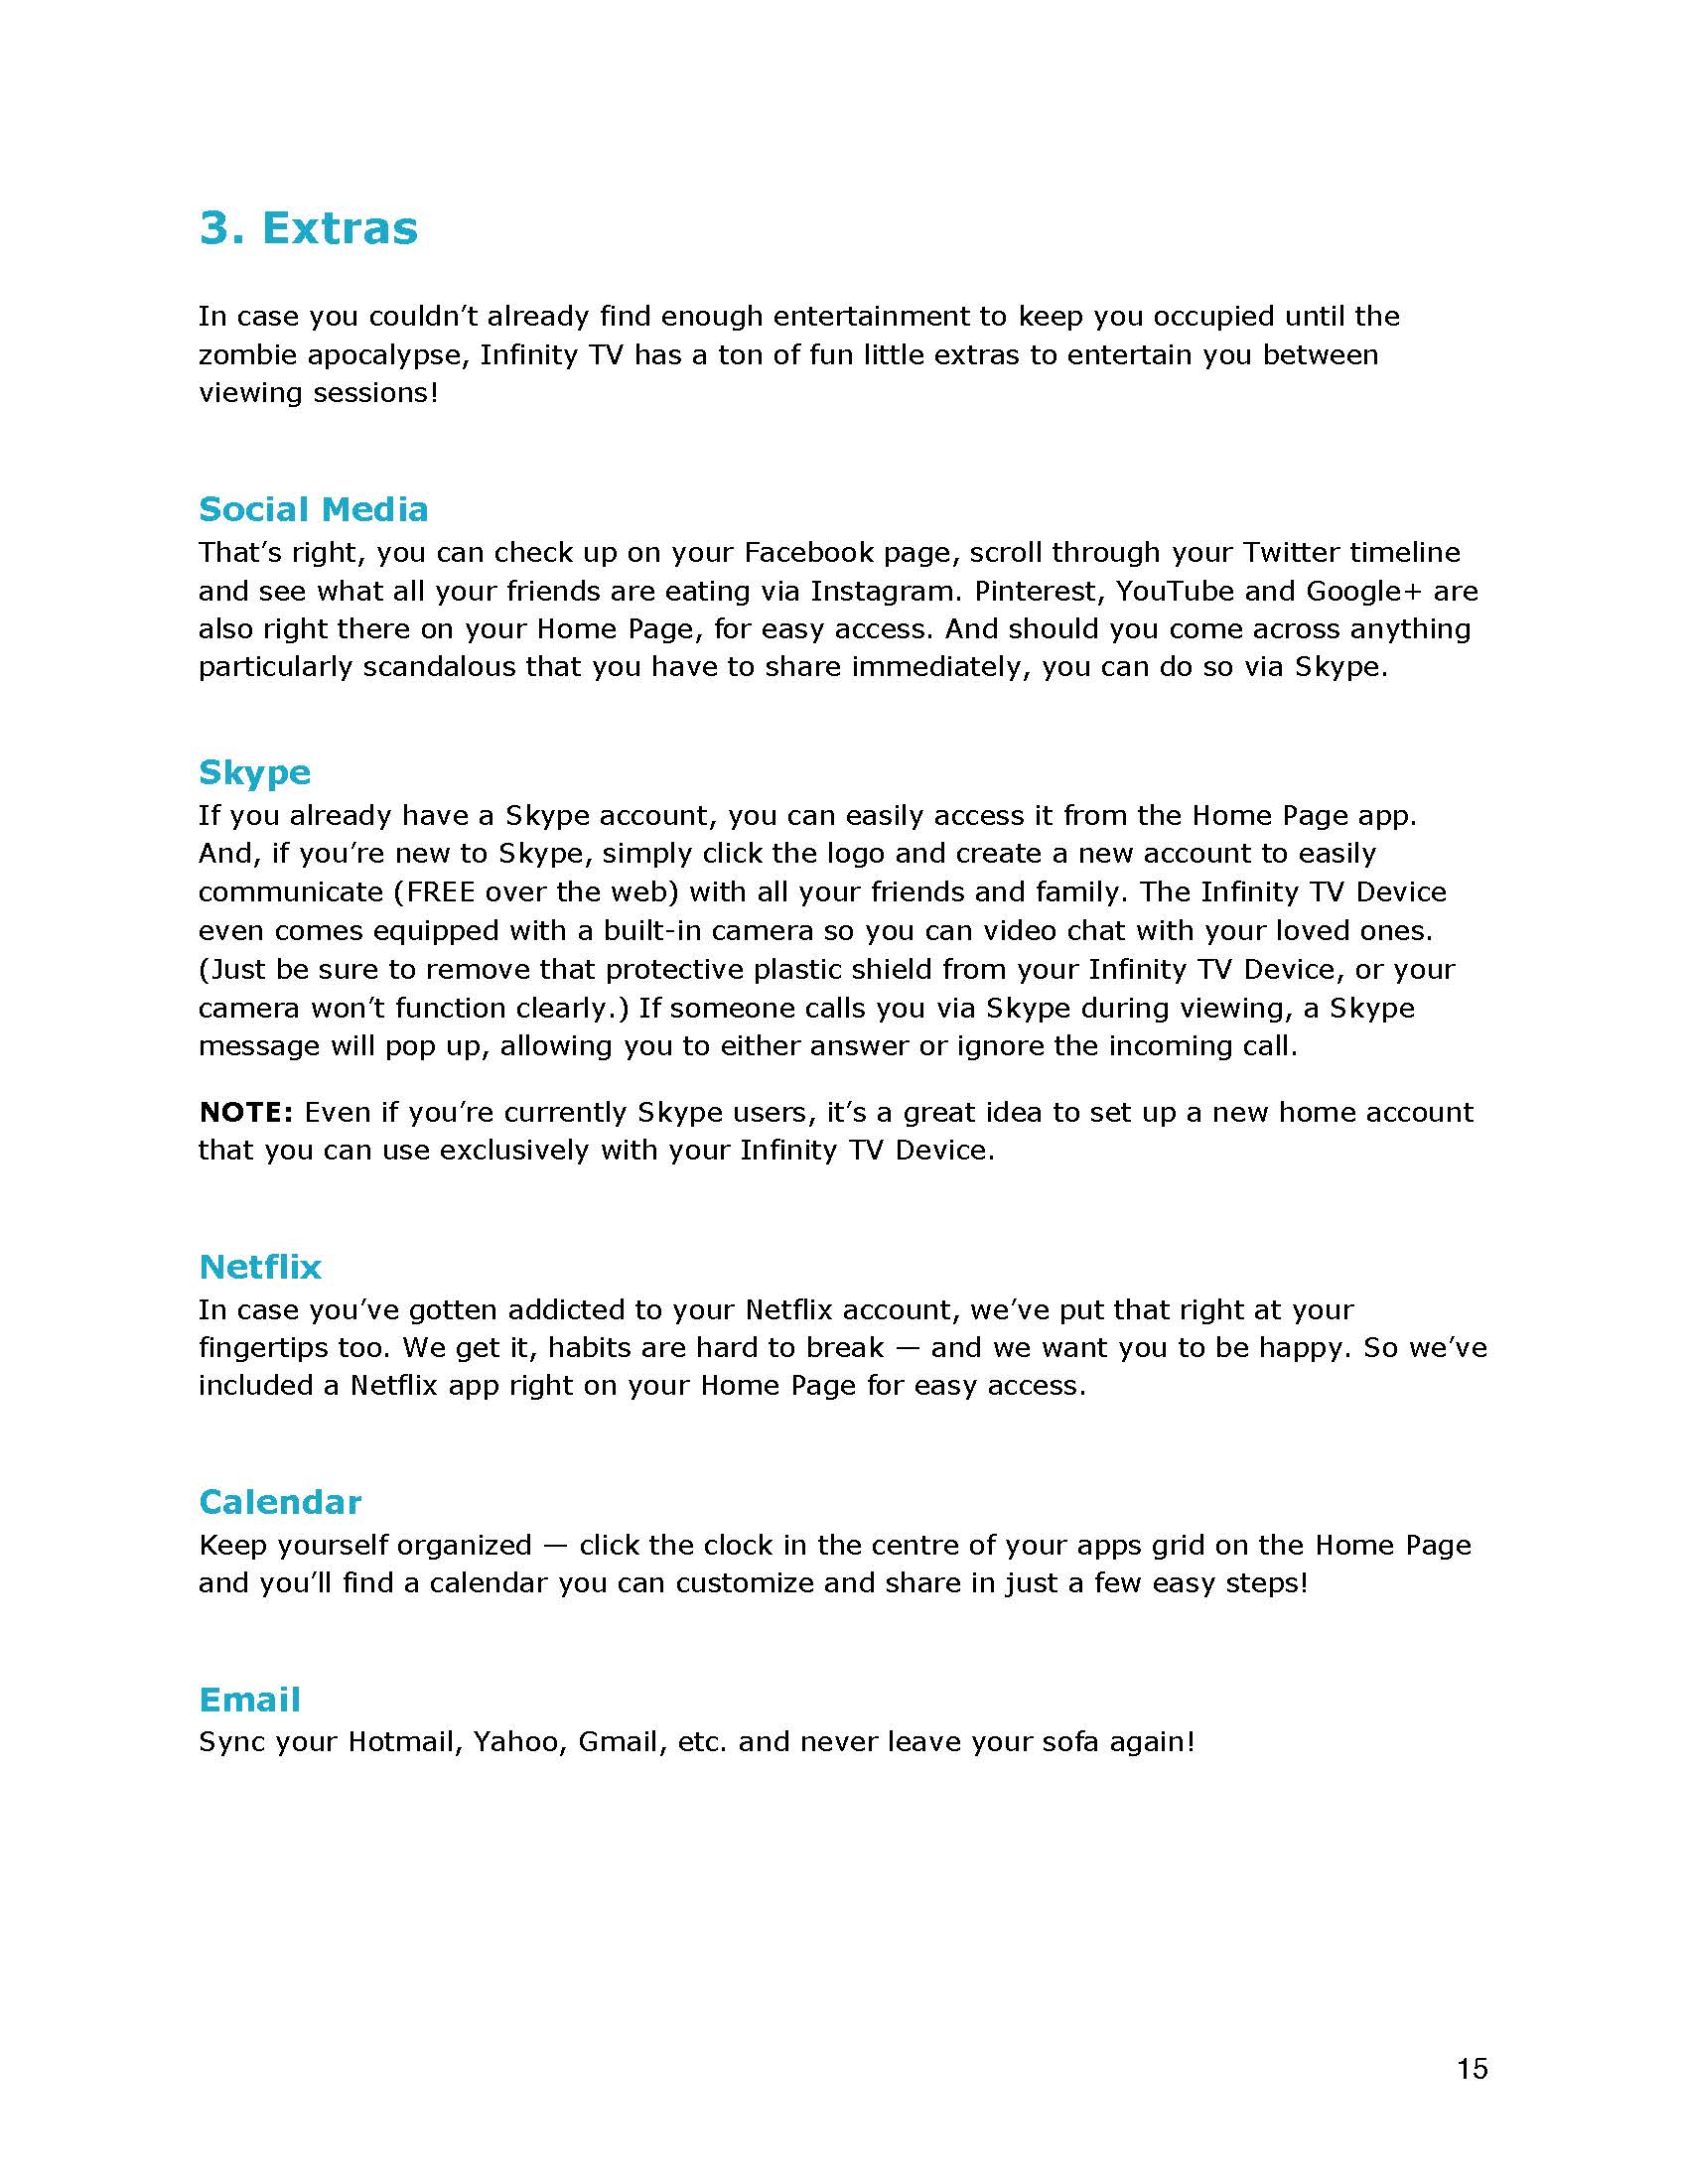 3. Extras
In case you couldn’t already find enough entertainment to keep you occupied until the
zombie apocalypse, Infinity TV has a ton of fun little extras to entertain you between
viewing sessions!
Social Media
That’s right, you can check up on your Facebook page, scroll through your Twitter timeline
and see what all your friends are eating via Instagram. Pinterest, YouTube and Google+ are
also right there on your Home Page, for easy access. And should you come across anything
particularly scandalous that you have to share immediately, you can do so via Skype.
Skype
If you already have a Skype account, you can easily access it from the Home Page app.
And, if you’re new to Skype, simply click the logo and create a new account to easily
communicate (FREE over the web) with all your friends and family. The Infinity TV Device
even comes equipped with a built-in camera so you can video chat with your loved ones.
(Just be sure to remove that protective plastic shield from your Infinity TV Device, or your
camera won’t function clearly.) If someone calls you via Skype during viewing, a Skype
message will pop up, allowing you to either answer or ignore the incoming call.
NOTE: Even if you’re currently Skype users, it’s a great idea to set up a new home account
that you can use exclusively with your Infinity TV Device.
Netflix
In case you’ve gotten addicted to your Netflix account, we’ve put that right at your
fingertips too. We get it, habits are hard to break — and we want you to be happy. So we’ve
included a Netflix app right on your Home Page for easy access.
Calendar
Keep yourself organized — click the clock in the centre of your apps grid on the Home Page
and you’ll find a calendar you can customize and share in just a few easy steps!
Email
Sync your Hotmail, Yahoo, Gmail, etc. and never leave your sofa again!
15